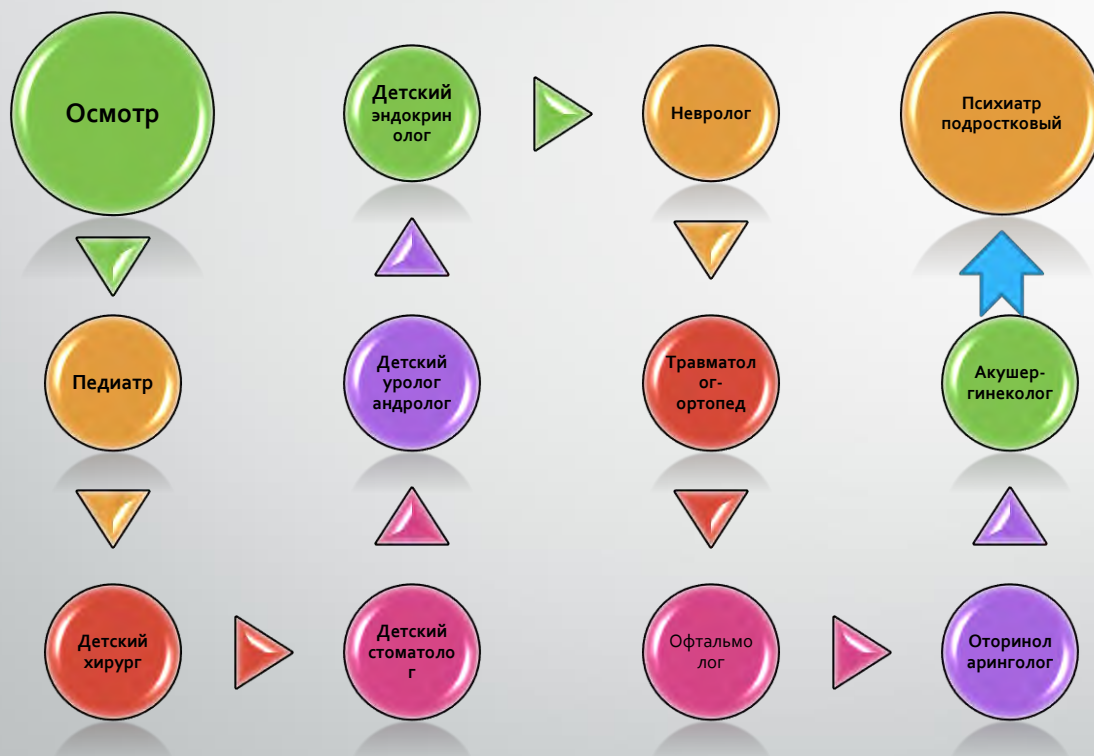 Осмотр
Педиатр
Детский
хирург
Детский
стоматоло
г
Детский
уролог
андролог
Детский
эндокрин
олог
Невролог
Травматол
ог-
ортопед
Офтальмо
лог
Оторинол
аринголог
Акушер-
гинеколог
Психиатр
подростковый